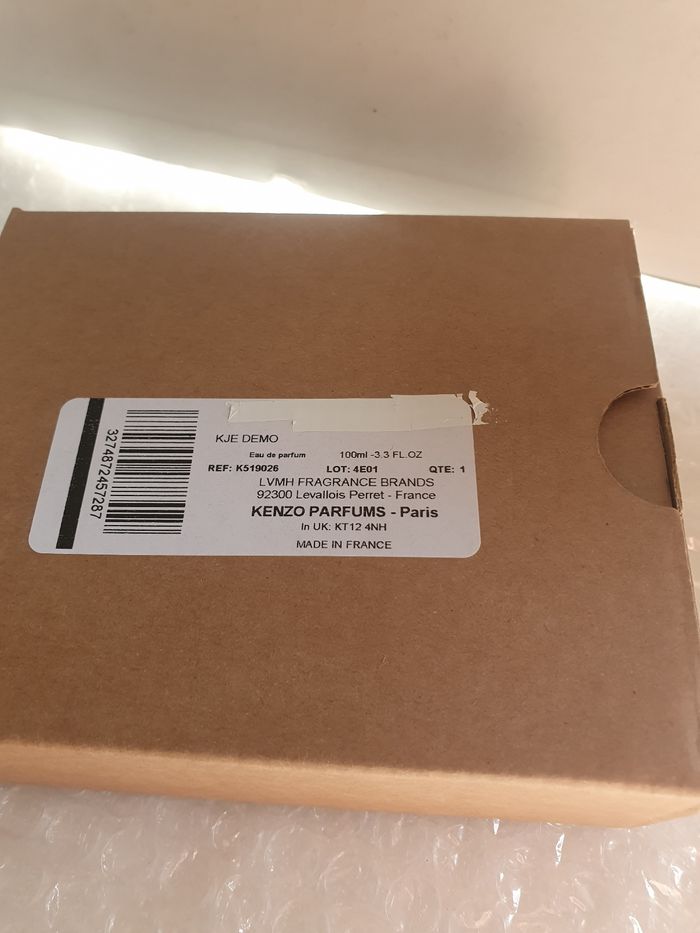 3274872457287
KJE DEMO
Eau de parfum 100ml -3.3 FL.OZ
REF: K519026 LOT: 4E01 QTE: 1
LVMH FRAGRANCE BRANDS
92300 Levallois Perret - France
KENZO PARFUMS - Paris
In UK: KT12 4NH
MADE IN FRANCE